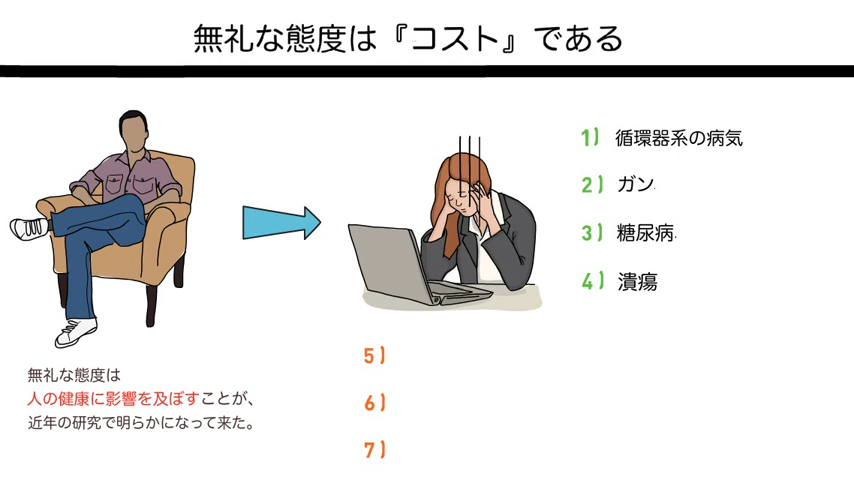 無礼な態度は『コスト』である
1) 循環器系の病気
2) ガン
3) 糖尿病
4) 潰瘍
5)
6)
7)
無礼な態度は
人の健康に影響を及ぼすことが、
近年の研究で明らかになって来た。